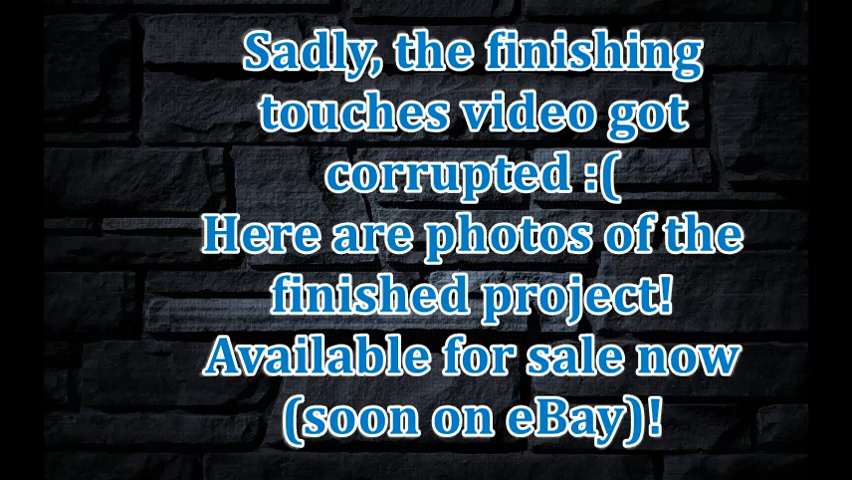 Sadly, the finishing
touches video got
corrupted :(
Here are photos of the
finished project!
Available for sale now
(soon on eBay)!